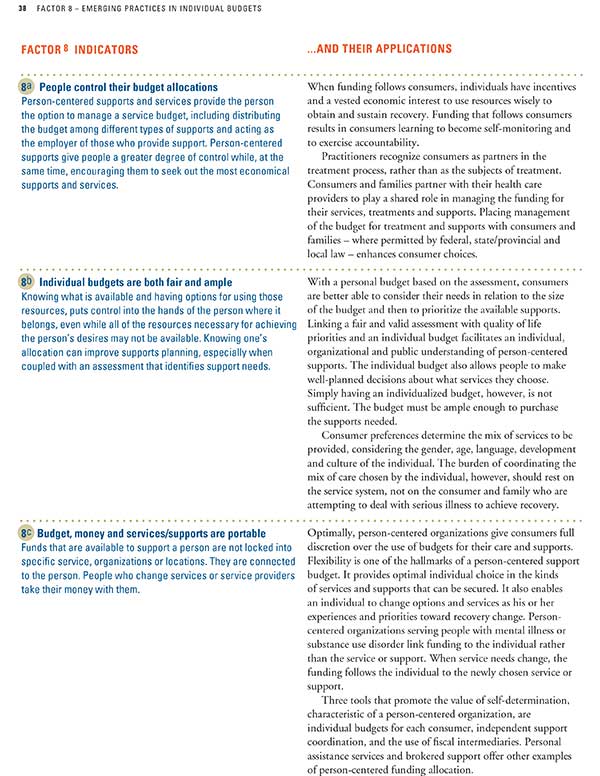 38 FACTOR 8 – EMERGING PRACTICES IN INDIVIDUAL BUDGETS
FACTOR 8 INDICATORS
...AND THEIR APPLICATIONS
8a People control their budget allocations
Person-centered supports and services provide the person
the option to manage a service budget, including distributing
the budget among different types of supports and acting as
the employer of those who provide support. Person-centered
supports give people a greater degree of control while, at the
same time, encouraging them to seek out the most economical
supports and services.
When funding follows consumers, individuals have incentives
and a vested economic interest to use resources wisely to
obtain and sustain recovery. Funding that follows consumers
results in consumers learning to become self-monitoring and
to exercise accountability.
Practitioners recognize consumers as partners in the
treatment process, rather than as the subjects of treatment.
Consumers and families partner with their health care
providers to play a shared role in managing the funding for
their services, treatments and supports. Placing management
of the budget for treatment and supports with consumers and
families – where permitted by federal, state/provincial and
local law – enhances consumer choices.
8b Individual budgets are both fair and ample
Knowing what is available and having options for using those
resources, puts control into the hands of the person where it
belongs, even while all of the resources necessary for achieving
the person's desires may not be available. Knowing one's
allocation can improve supports planning, especially when
coupled with an assessment that identifies support needs.
With a personal budget based on the assessment, consumers
are better able to consider their needs in relation to the size
of the budget and then to prioritize the available supports.
Linking a fair and valid assessment with quality of life
priorities and an individual budget facilitates an individual,
organizational and public understanding of person-centered
supports. The individual budget also allows people to make
well-planned decisions about what services they choose.
Simply having an individualized budget, however, is not
sufficient. The budget must be ample enough to purchase
the supports needed.
Consumer preferences determine the mix of services to be
provided, considering the gender, age, language, development
and culture of the individual. The burden of coordinating the
mix of care chosen by the individual, however, should rest on
the service system, not on the consumer and family who are
attempting to deal with serious illness to achieve recovery.
8c Budget, money and services/supports are portable
Funds that are available to support a person are not locked into
specific service, organizations or locations. They are connected
to the person. People who change services or service providers
take their money with them.
Optimally, person-centered organizations give consumers full
discretion over the use of budgets for their care and supports.
Flexibility is one of the hallmarks of a person-centered support
budget. It provides optimal individual choice in the kinds
of services and supports that can be secured. It also enables
an individual to change options and services as his or her
experiences and priorities toward recovery change. Person-
centered organizations serving people with mental illness or
substance use disorder link funding to the individual rather
than the service or support. When service needs change, the
funding follows the individual to the newly chosen service or
support.
Three tools that promote the value of self-determination,
characteristic of a person-centered organization, are
individual budgets for each consumer, independent support
coordination, and the use of fiscal intermediaries. Personal
assistance services and brokered support offer other examples
of person-centered funding allocation.